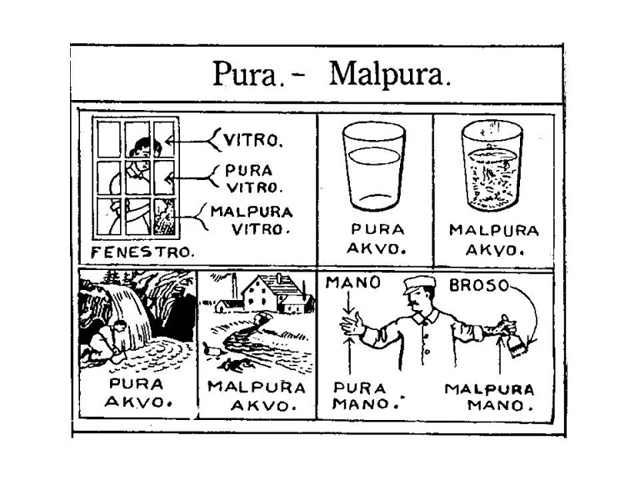 Pura.- Malpura.
VITRO.
PURA
VITRO.
MALPURA
VITRO.
FENESTRO.
PURA
AKVO.
MALPURA
AKVO.
PURA
AKVO.
MALPURA
AKVO.
MANO
BROSO
PURA
MANO.
MALPURA
MANO.